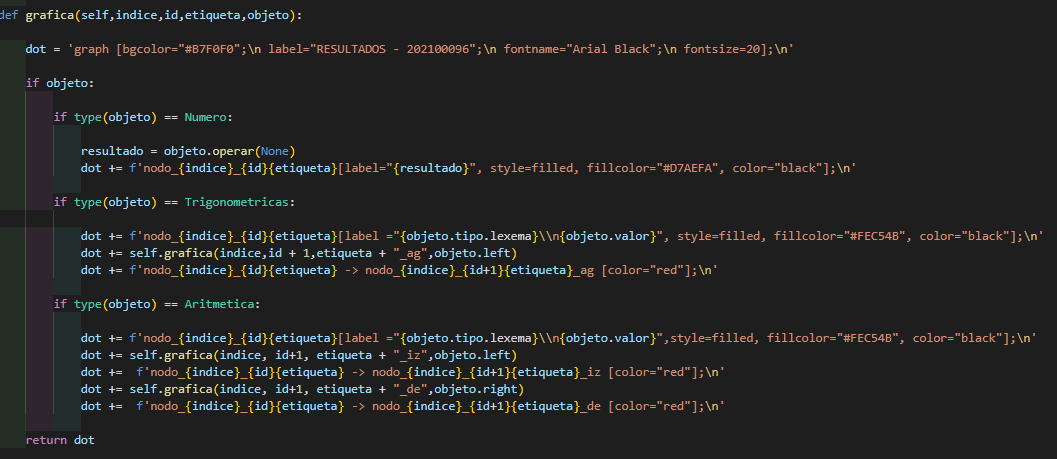 def grafica(self,indice,id,etiqueta,objeto):
dot = 'graph [bgcolor="#B7F0F0";\n label="RESULTADOS - 202100096";\n fontname="Arial Black";\n fontsize=20];\n'
if objeto:
if type(objeto) == Numero:
resultado = objeto.operar(None)
dot += f'nodo_{indice}_{id}{etiqueta}[label="{resultado}", style=filled, fillcolor="#D7AEFA", color="black"];\n'
if type(objeto) == Trigonometricas:
dot += f'nodo_{indice}_{id}{etiqueta}[label ="{objeto.tipo.lexema}\\n{objeto.valor}", style=filled, fillcolor="#FEC54B", color="black"];\n'
dot += self.grafica(indice,id + 1,etiqueta + "_ag",objeto.left)
dot += f'nodo_{indice}_{id}{etiqueta} -> nodo_{indice}_{id+1}{etiqueta}_ag [color="red"];\n'
if type(objeto) == Aritmetica:
dot += f'nodo_{indice}_{id}{etiqueta}[label ="{objeto.tipo.lexema}\\n{objeto.valor}",style=filled, fillcolor="#FEC54B", color="black"];\n'
dot += self.grafica(indice, id+1, etiqueta + "_iz",objeto.left)
dot +=  f'nodo_{indice}_{id}{etiqueta} -> nodo_{indice}_{id+1}{etiqueta}_iz [color="red"];\n'
dot += self.grafica(indice, id+1, etiqueta + "_de",objeto.right)
dot +=  f'nodo_{indice}_{id}{etiqueta} -> nodo_{indice}_{id+1}{etiqueta}_de [color="red"];\n'
return dot